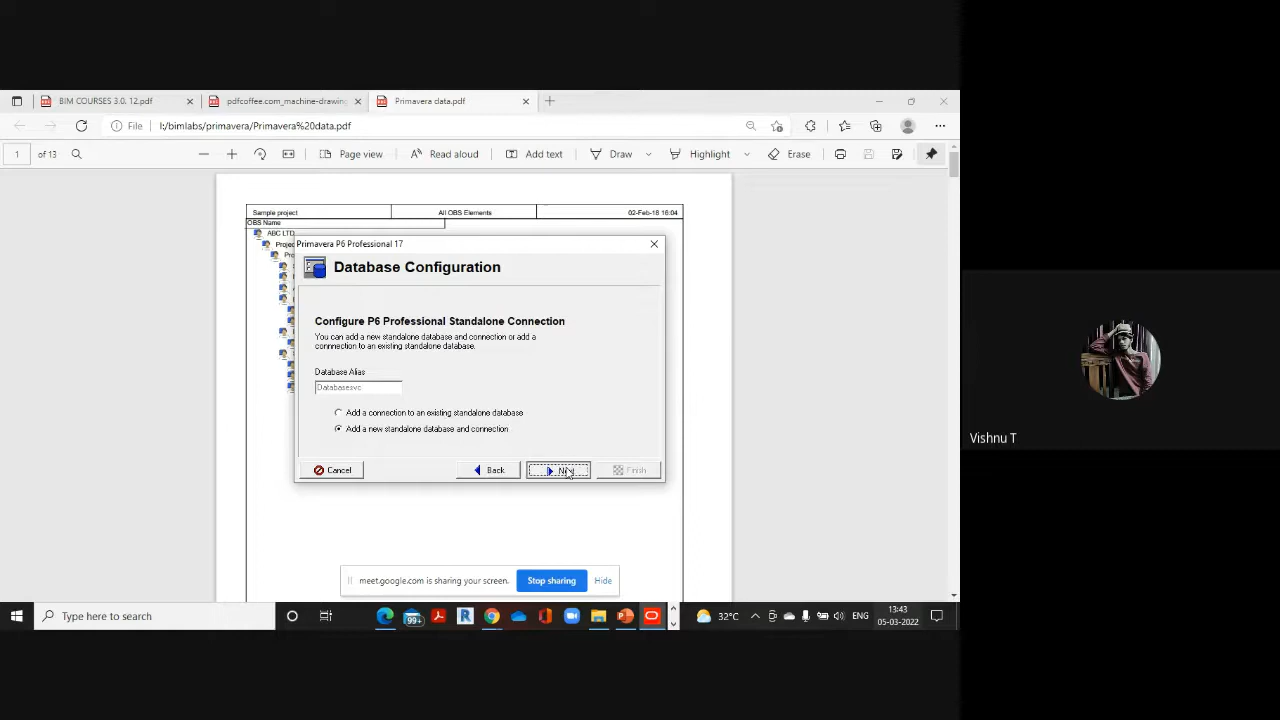 BIM COURSES 3.0. 12.pdf
pdfcoffee.com_machine-drawing
Primavera data.pdf
File
I:/bimlabs/primavera/Primavera%20data.pdf
1 of 13
Page view
Read aloud
Add text
Draw
Highlight
Erase
Sample project
All OBS Elements
02-Feb-18 16:04
OBS Name
ABC LTD
Primavera P6 Professional 17
Database Configuration
Configure P6 Professional Standalone Connection
You can add a new standalone database and connection or add a
connnection to an existing standalone database.
Database Alias
Add a connection to an existing standalone database
Add a new standalone database and connection
Cancel
Back
Finish
meet.google.com is sharing your screen.
Stop sharing
Hide
Vishnu T
Type here to search
99+
32°C
ENG
13:43
05-03-2022